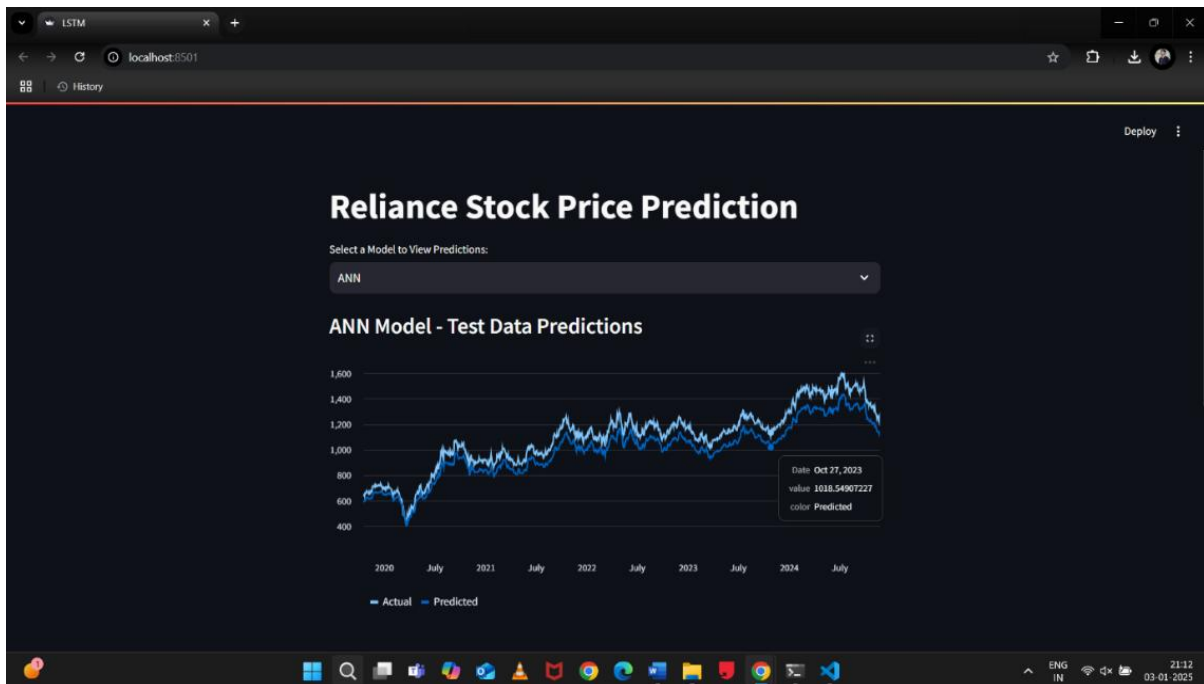 LSTM
localhost:8501
History
Deploy
Reliance Stock Price Prediction
Select a Model to View Predictions:
ANN
ANN Model - Test Data Predictions
1,600
1,400
1,200
1,000
800
600
400
Date Oct 27, 2023
value 1018.54907227
color Predicted
2020 July 2021 July 2022 July 2023 July 2024 July
Actual Predicted
1
ENG
IN
21:12
03-01-2025